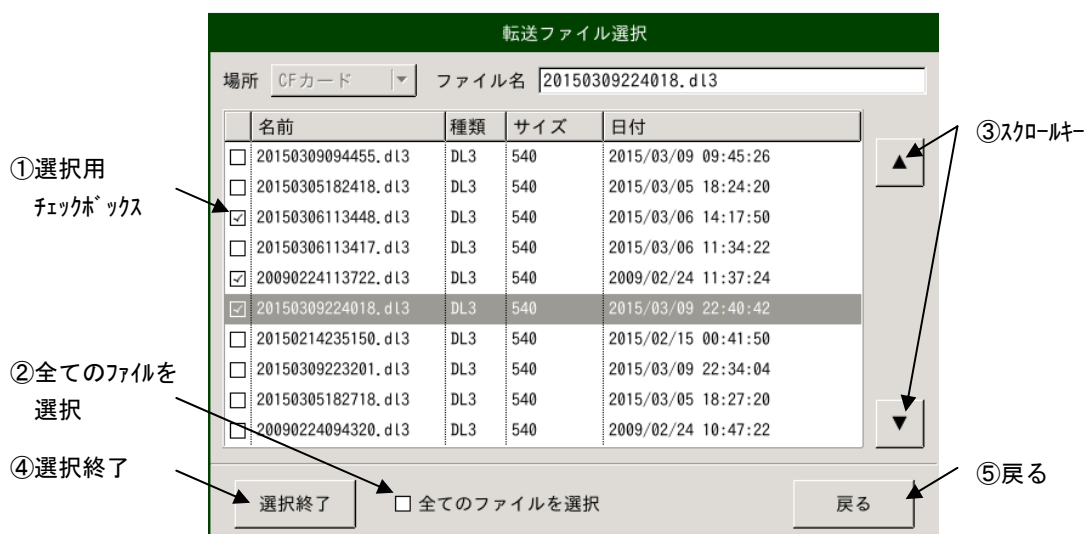 転送ファイル選択
場所 CFカード ▼ ファイル名 20150309224018.dl3
名前 種類 サイズ 日付
20150309094455.dl3 DL3 540 2015/03/09 09:45:26
20150305182418.dl3 DL3 540 2015/03/05 18:24:20
20150306113448.dl3 DL3 540 2015/03/06 14:17:50
20150306113417.dl3 DL3 540 2015/03/06 11:34:22
20090224113722.dl3 DL3 540 2009/02/24 11:37:24
20150309224018.dl3 DL3 540 2015/03/09 22:40:42
20150214235150.dl3 DL3 540 2015/02/15 00:41:50
20150309223201.dl3 DL3 540 2015/03/09 22:34:04
20150305182718.dl3 DL3 540 2015/03/05 18:27:20
20090224094320.dl3 DL3 540 2009/02/24 10:47:22
▲
▼
選択終了 全てのファイルを選択 戻る
①選択用
ﾁｪｯｸﾎﾞｯｸｽ
②全てのﾌｧｲﾙを
選択
③ｽｸﾛｰﾙｷｰ
④選択終了
⑤戻る